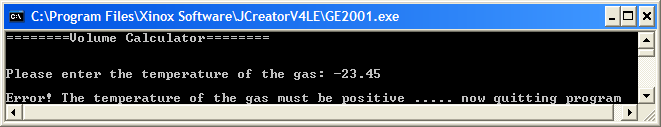 C:\Program Files\Xinox Software\JCreatorV4LE\GE2001.exe
========Volume Calculator========
Please enter the temperature of the gas: -23.45
Error! The temperature of the gas must be positive ..... now quitting program